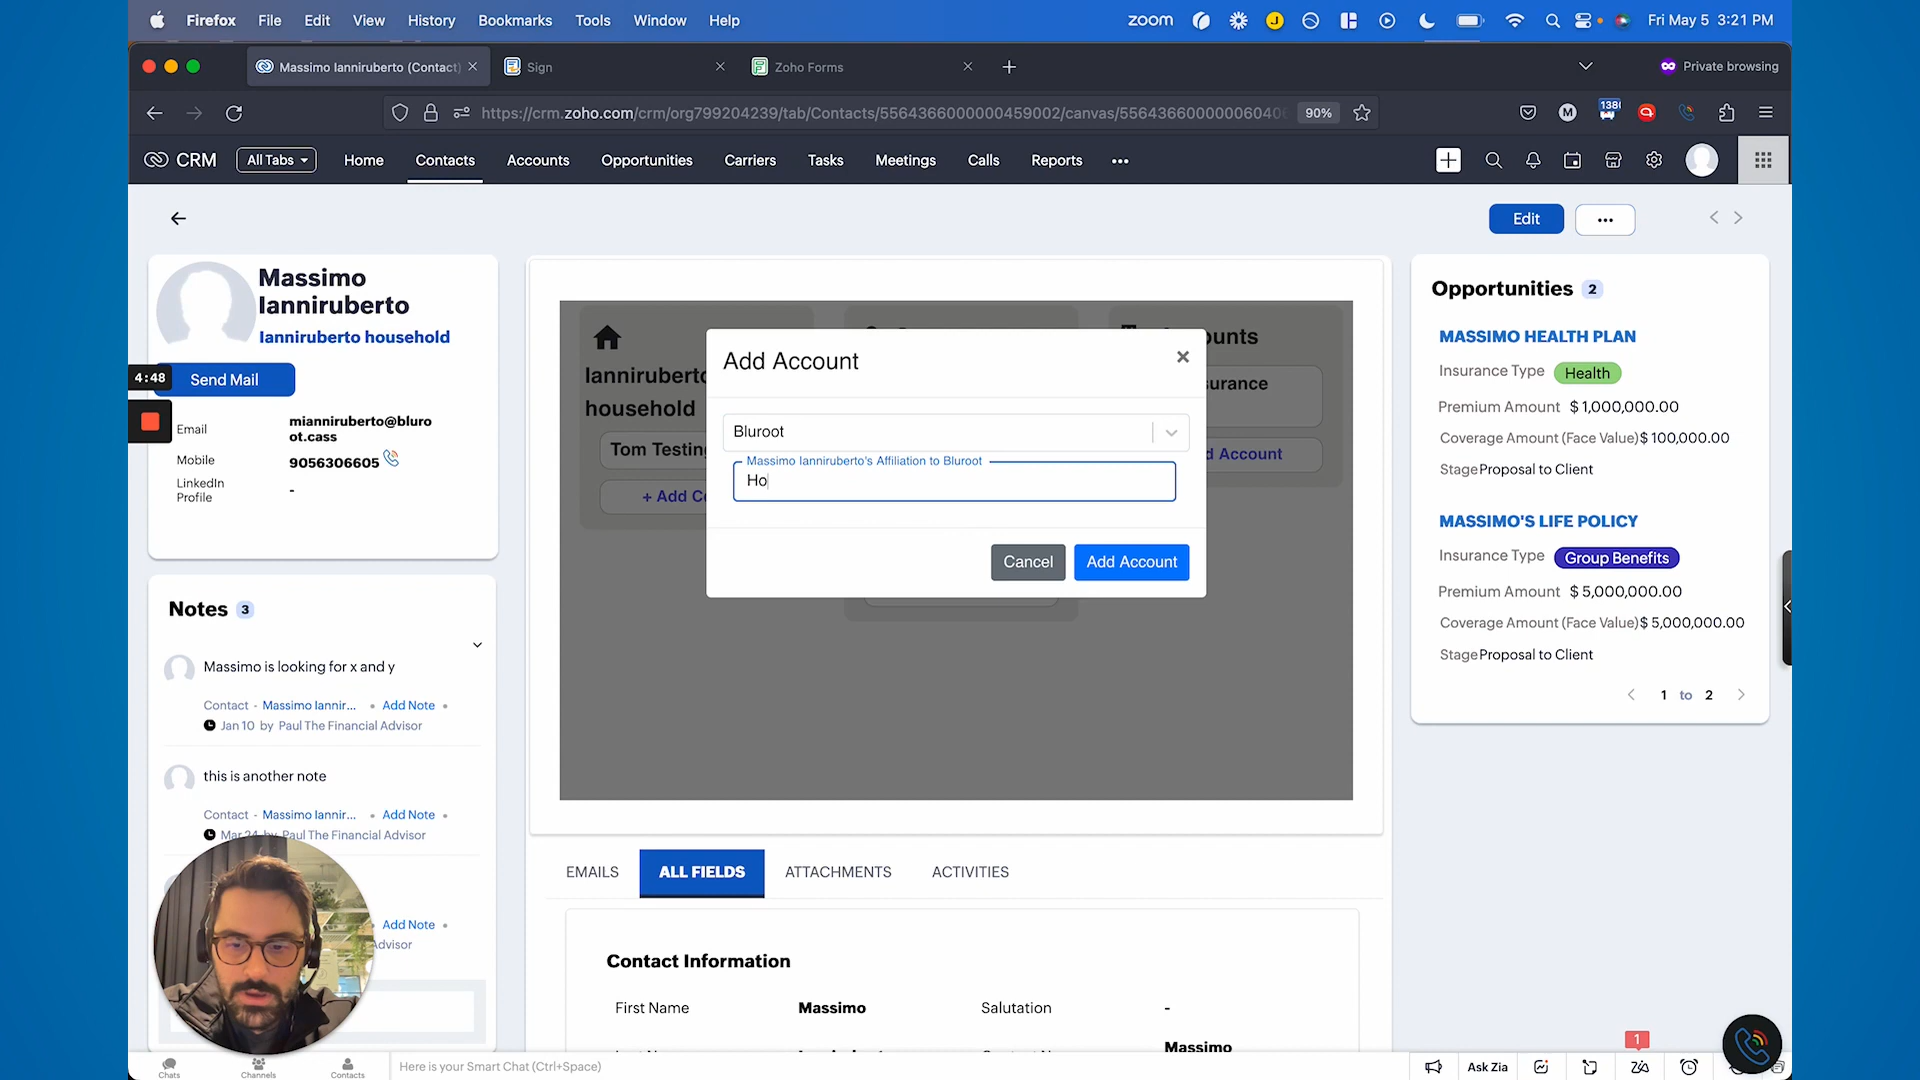 Firefox File Edit View History Bookmarks Tools Window Help
zoom
Fri May 5 3:21 PM
Massimo Ianniruberto (Contact)
Sign
Zoho Forms
Private browsing
https://crm.zoho.com/crm/org799204239/tab/Contacts/5564366000000459002/canvas/556436600000060406
90%
M
138
CRM
All Tabs
Home
Contacts
Accounts
Opportunities
Carriers
Tasks
Meetings
Calls
Reports
Edit
Massimo
Ianniruberto
Ianniruberto household
4:48
Send Mail
Email
mianniruberto@bluro
ot.cass
Mobile
9056306605
LinkedIn
Profile
-
Notes 3
Massimo is looking for x and y
Contact - Massimo Iannir... • Add Note •
Jan 10 by Paul The Financial Advisor
this is another note
Contact - Massimo Iannir... • Add Note •
Mar 24 by Paul The Financial Advisor
Add Note •
Advisor
Ianniruberto
household
Tom Testing
+ Add Co
ounts
surance
d Account
Add Account
×
Bluroot
Massimo Ianniruberto's Affiliation to Bluroot
Ho
Cancel
Add Account
EMAILS
ALL FIELDS
ATTACHMENTS
ACTIVITIES
Contact Information
First Name
Massimo
Salutation
-
Massimo
Opportunities 2
MASSIMO HEALTH PLAN
Insurance Type Health
Premium Amount $ 1,000,000.00
Coverage Amount (Face Value) $ 100,000.00
Stage Proposal to Client
MASSIMO'S LIFE POLICY
Insurance Type Group Benefits
Premium Amount $ 5,000,000.00
Coverage Amount (Face Value) $ 5,000,000.00
Stage Proposal to Client
1 to 2
Chats
Channels
Contacts
Here is your Smart Chat (Ctrl+Space)
Ask Zia
1